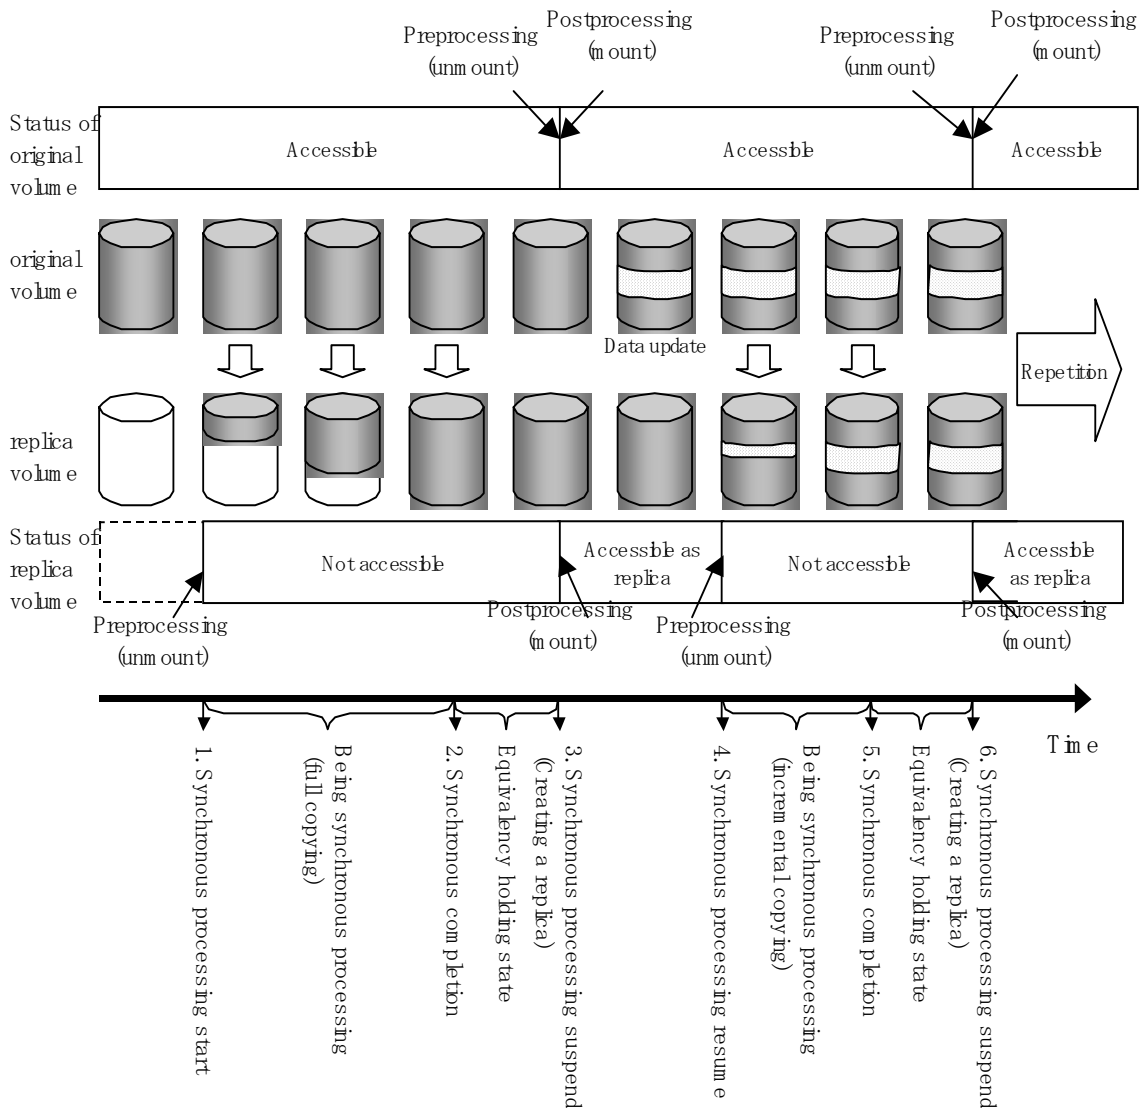 Preprocessing
(unmount)
Postprocessing
(mount)
Preprocessing
(unmount)
Postprocessing
(mount)
Status of
original
volume
Accessible
Accessible
Accessible
original
volume
Data update
Repetition
replica
volume
Status of
replica
volume
Not accessible
Accessible as
replica
Not accessible
Accessible
as replica
Preprocessing
(unmount)
Postprocessing
(mount)
Preprocessing
(unmount)
Postprocessing
(mount)
Time
1. Synchronous processing start
Being synchronous processing
(full copying)
2. Synchronous completion
Equivalency holding state
3. Synchronous processing suspend
(Creating a replica)
4. Synchronous processing resume
Being synchronous processing
(incremental copying)
5. Synchronous completion
Equivalency holding state
6. Synchronous processing suspend
(Creating a replica)